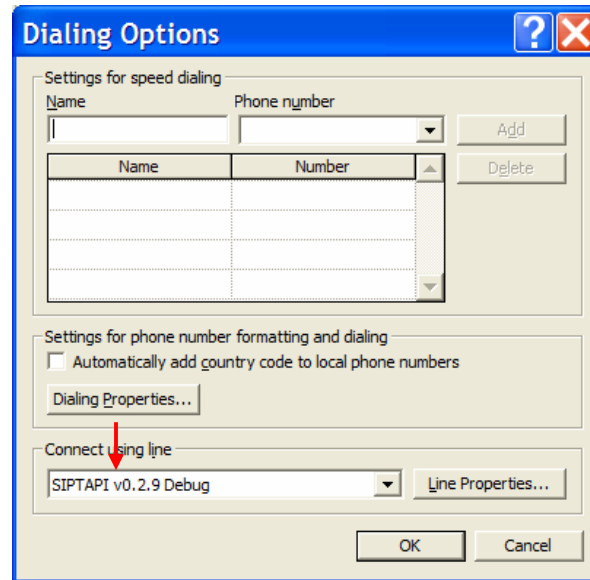 Dialing Options
Settings for speed dialing
Name Phone number
Add
Name Number
Delete
Settings for phone number formatting and dialing
Automatically add country code to local phone numbers
Dialing Properties...
Connect using line
SIPTAPI v0.2.9 Debug
Line Properties...
OK Cancel